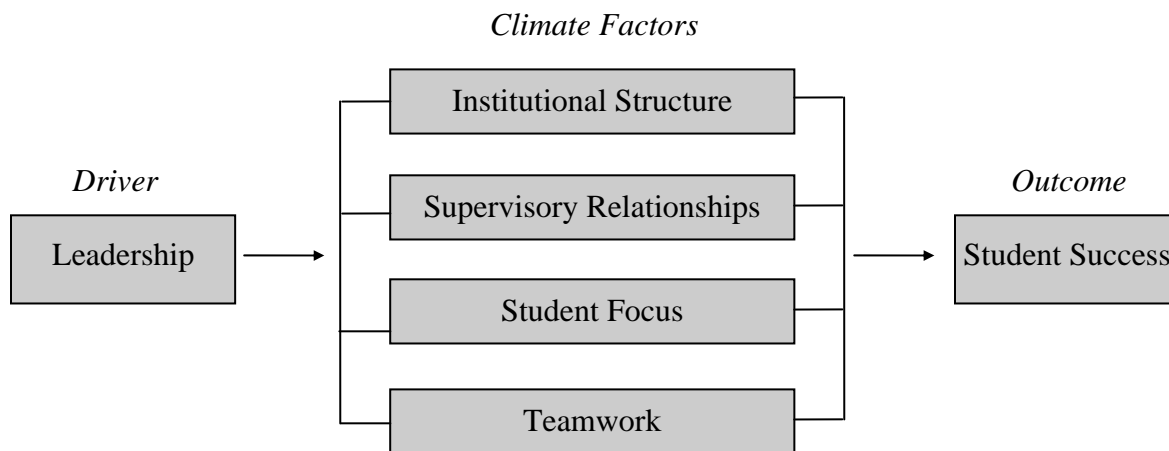 Climate Factors
Institutional Structure
Driver
Leadership
Supervisory Relationships
Student Focus
Teamwork
Outcome
Student Success